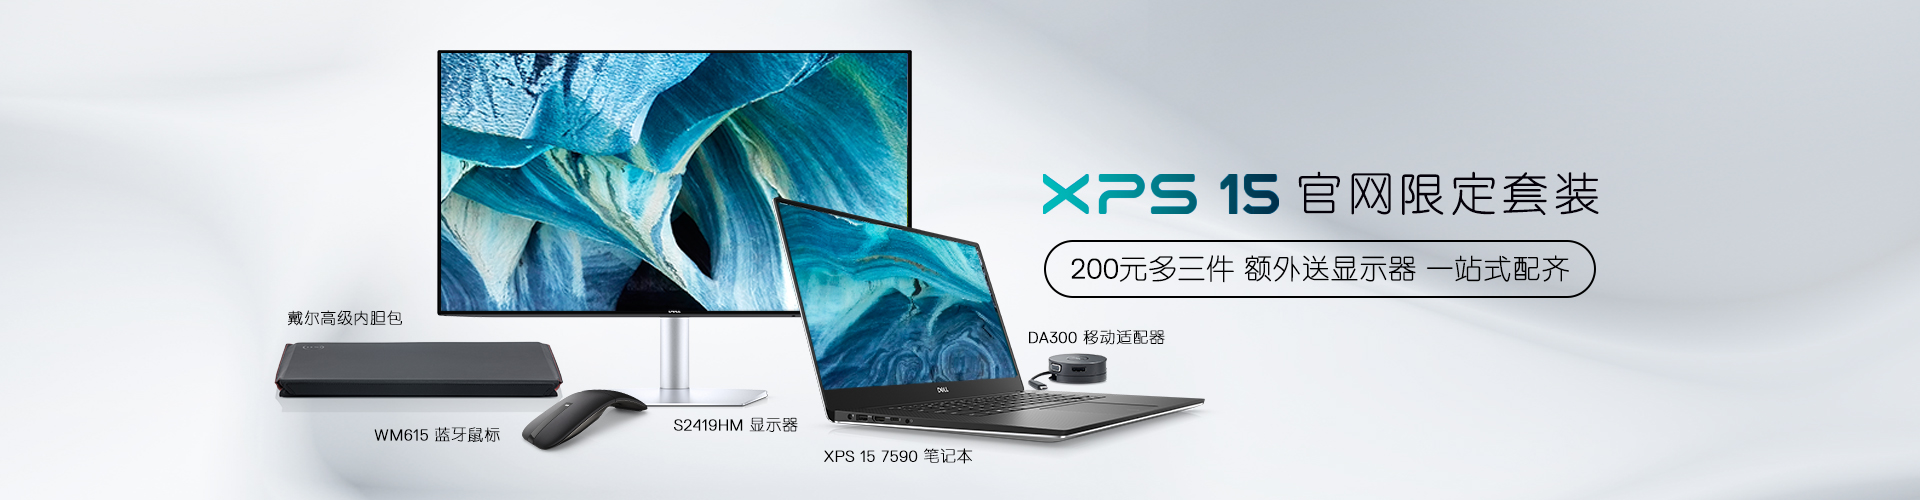 XPS 15 官网限定套装
200元多三件 额外送显示器 一站式配齐
戴尔高级内胆包
DA300 移动适配器
S2419HM 显示器
WM615 蓝牙鼠标
XPS 15 7590 笔记本
DELL
DELL